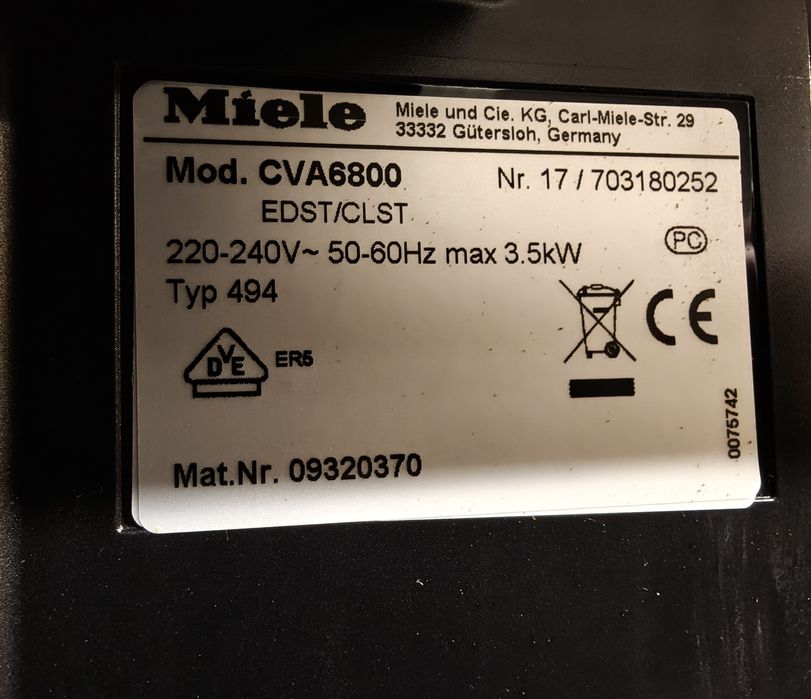 Miele
Miele und Cie. KG, Carl-Miele-Str. 29
33332 Gütersloh, Germany
Mod. CVA6800 Nr. 17 / 703180252
EDST/CLST
220-240V~ 50-60Hz max 3.5kW
PC
Typ 494
CE
DVE ER5
0075742
Mat.Nr. 09320370